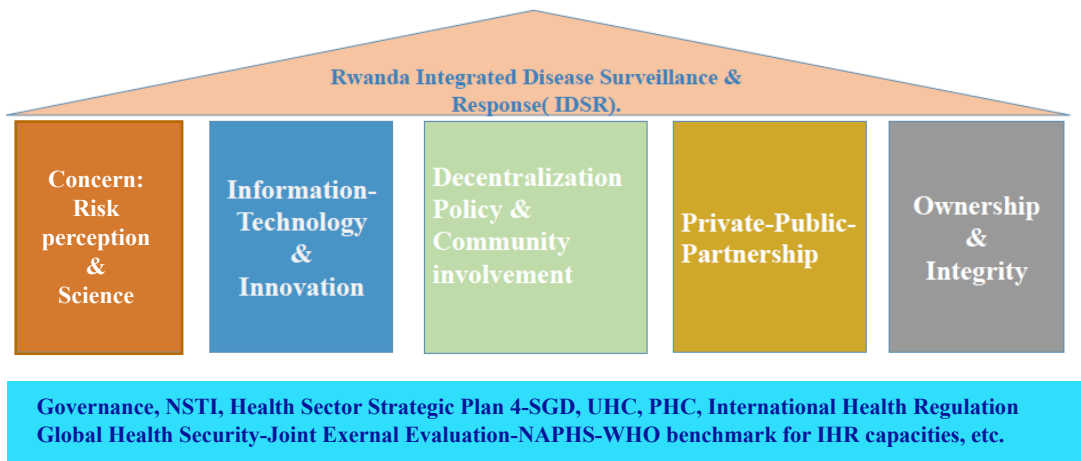 Rwanda Integrated Disease Surveillance &
Response( IDSR).
Concern:
Risk
perception
&
Science
Information-
Technology
&
Innovation
Decentralization
Policy &
Community
involvement
Private-Public-
Partnership
Ownership
&
Integrity
Governance, NSTI, Health Sector Strategic Plan 4-SGD, UHC, PHC, International Health Regulation
Global Health Security-Joint Exernal Evaluation-NAPHS-WHO benchmark for IHR capacities, etc.